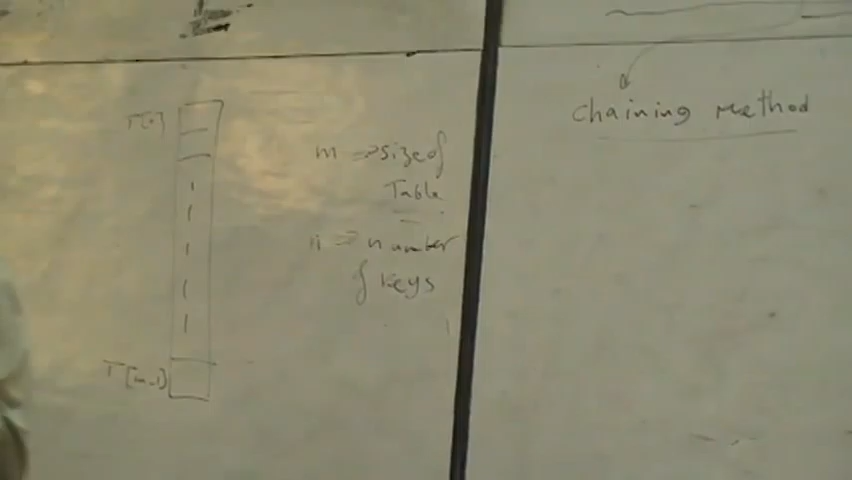 T[0]
m => size of
Table
n => number
of keys
T[m-1]
chaining method